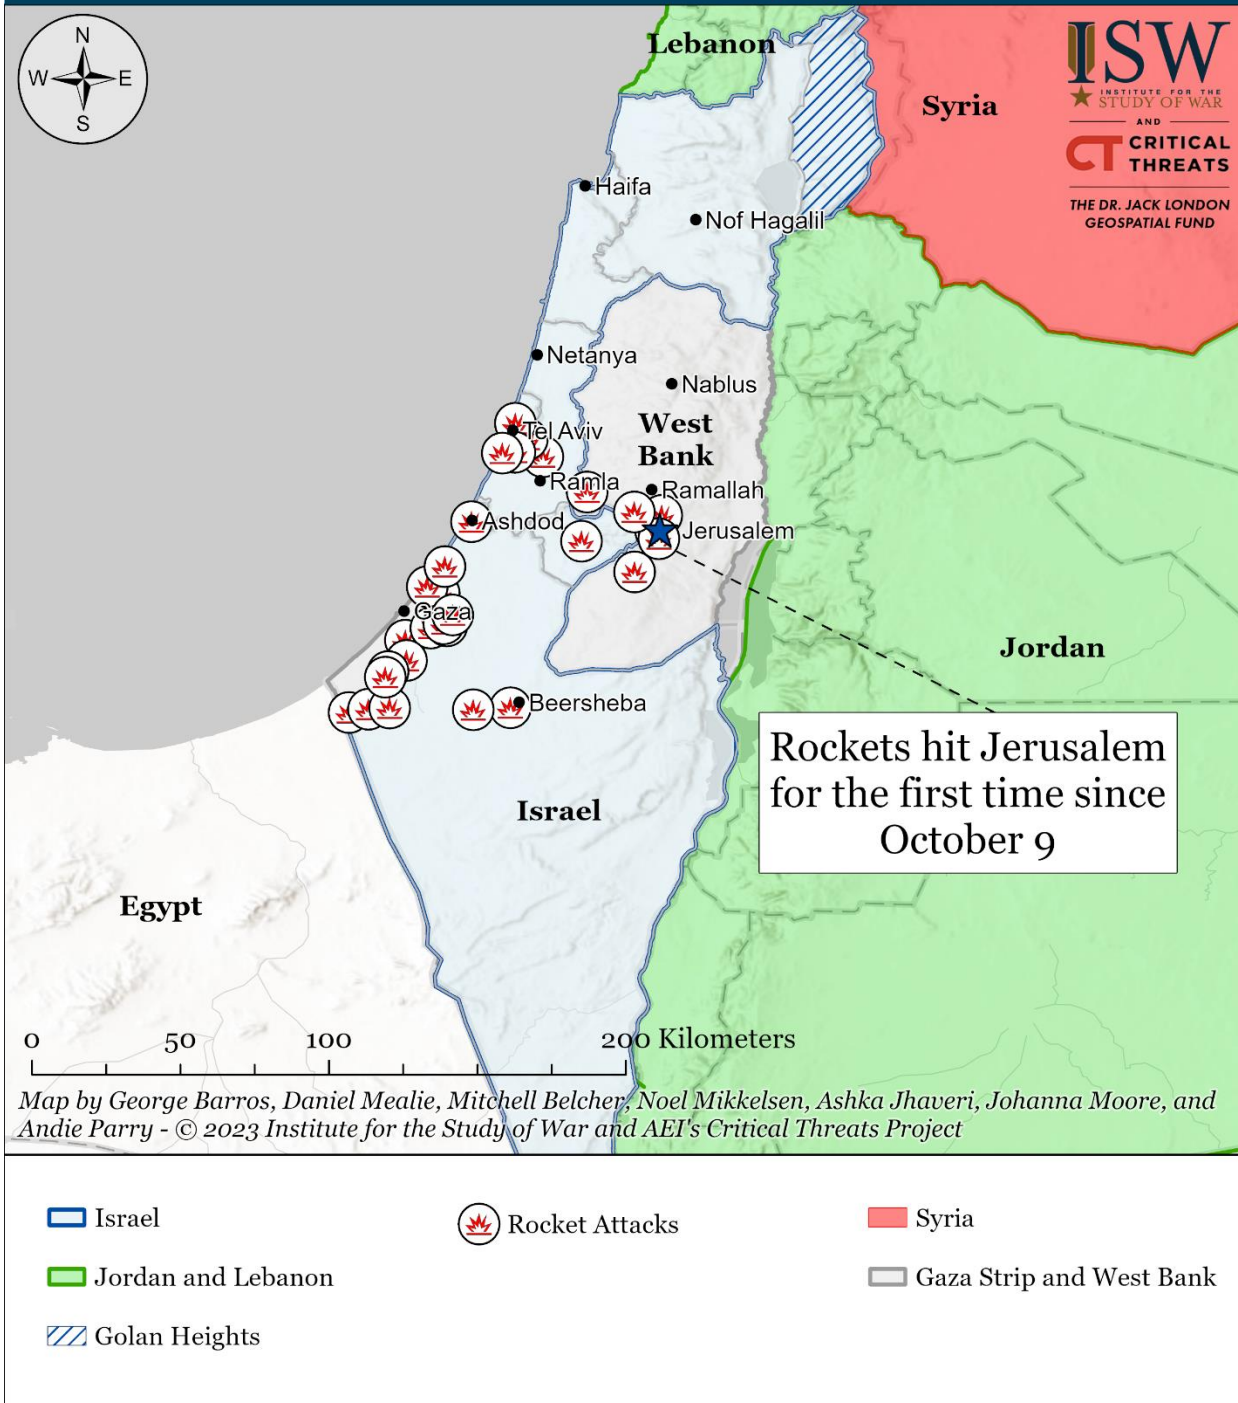 N
W
E
S
Lebanon
Syria
ISW
INSTITUTE FOR THE
STUDY OF WAR
AND
CT CRITICAL
THREATS
THE DR. JACK LONDON
GEOSPATIAL FUND
Haifa
Nof Hagalil
Netanya
Nablus
West
Bank
Tel Aviv
Ramla
Ramallah
Ashdod
Jerusalem
Gaza
Jordan
Beersheba
Rockets hit Jerusalem
for the first time since
October 9
Israel
Egypt
0 50 100 200 Kilometers
Map by George Barros, Daniel Mealie, Mitchell Belcher, Noel Mikkelsen, Ashka Jhaveri, Johanna Moore, and
Andie Parry - © 2023 Institute for the Study of War and AEI's Critical Threats Project
Israel
Rocket Attacks
Syria
Jordan and Lebanon
Gaza Strip and West Bank
Golan Heights